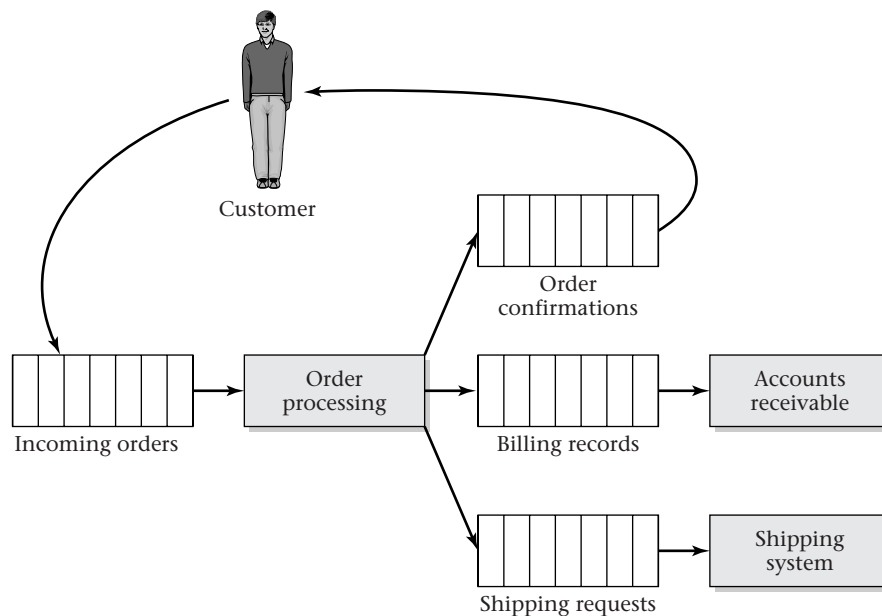 Customer
Order
confirmations
Incoming orders
Order
processing
Billing records
Accounts
receivable
Shipping requests
Shipping
system